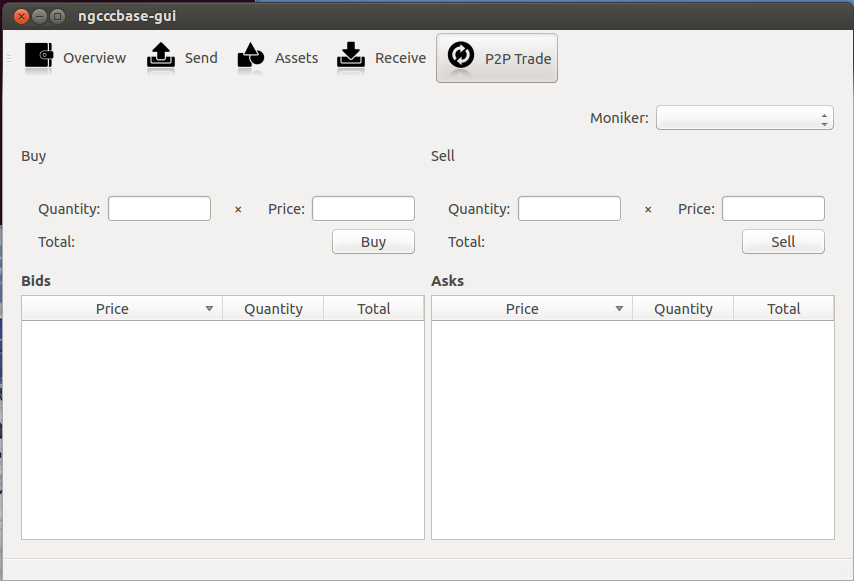 ngcccbase-gui
Overview Send Assets Receive P2P Trade
Moniker:
Buy Sell
Quantity: × Price: Quantity: × Price:
Total: Buy Total: Sell
Bids Asks
Price Quantity Total Price Quantity Total